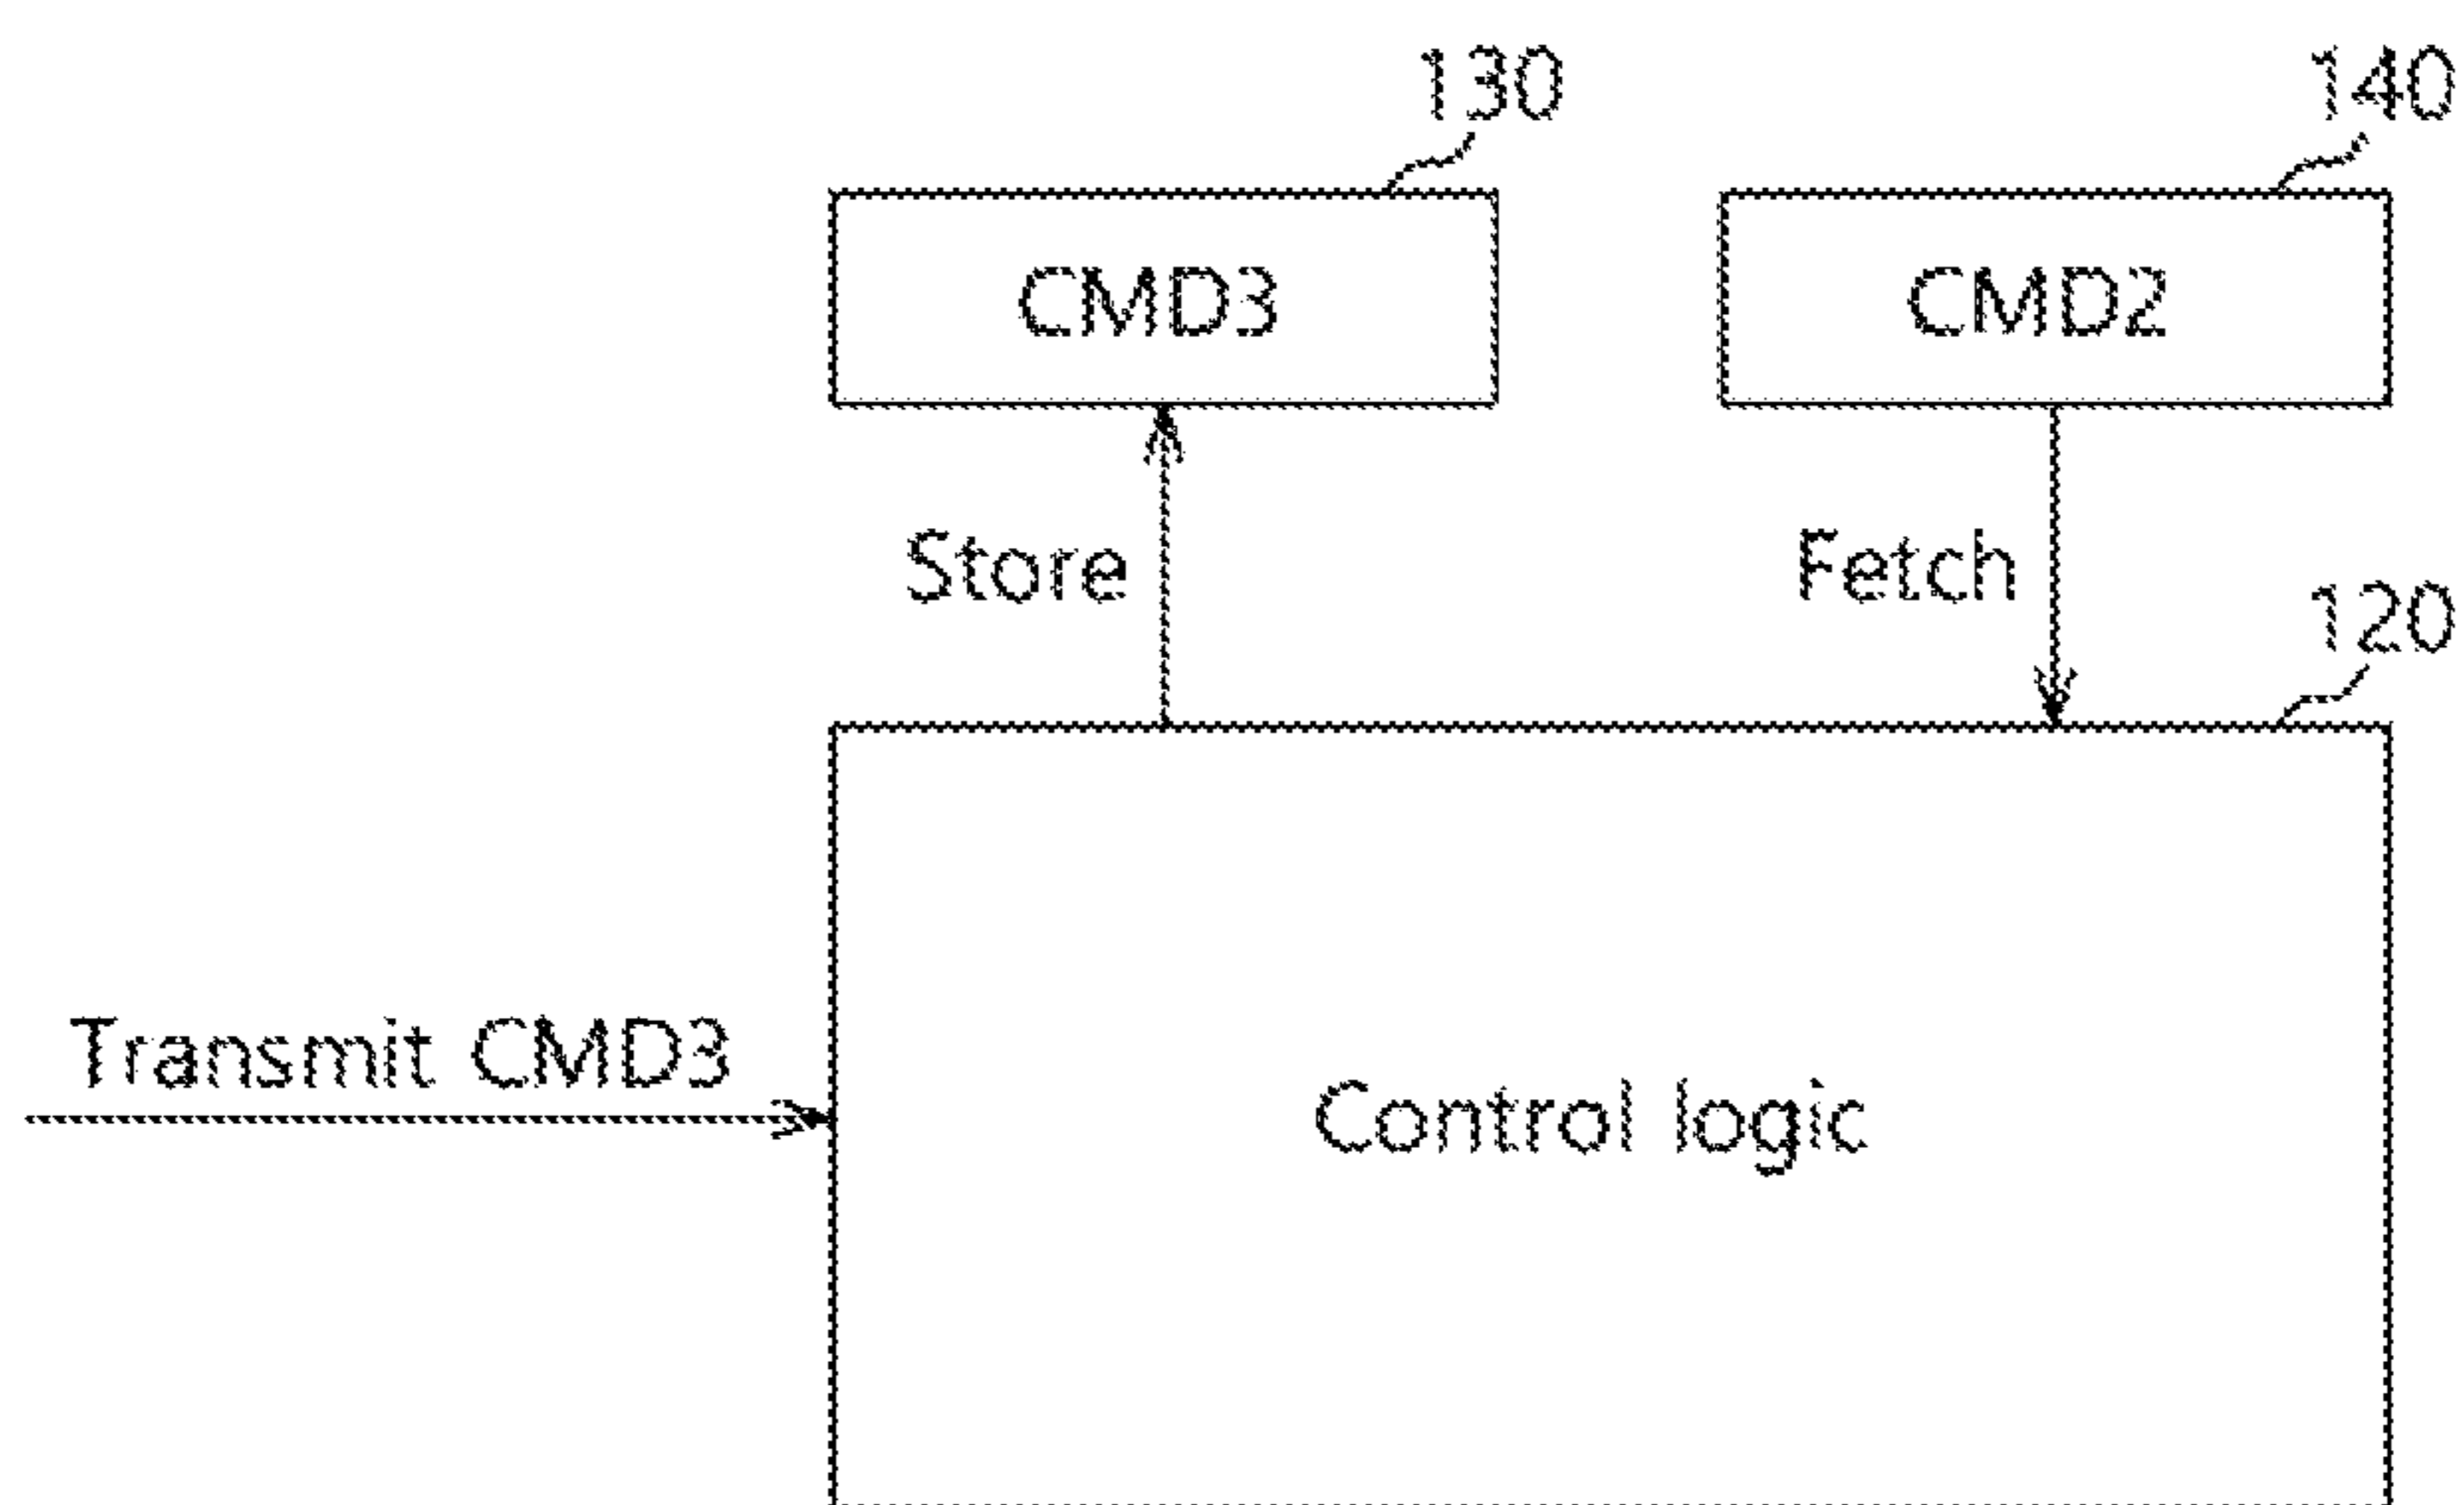 130
140
CMD3
CMD2
Store
Fetch
120
Transmit CMD3
Control logic